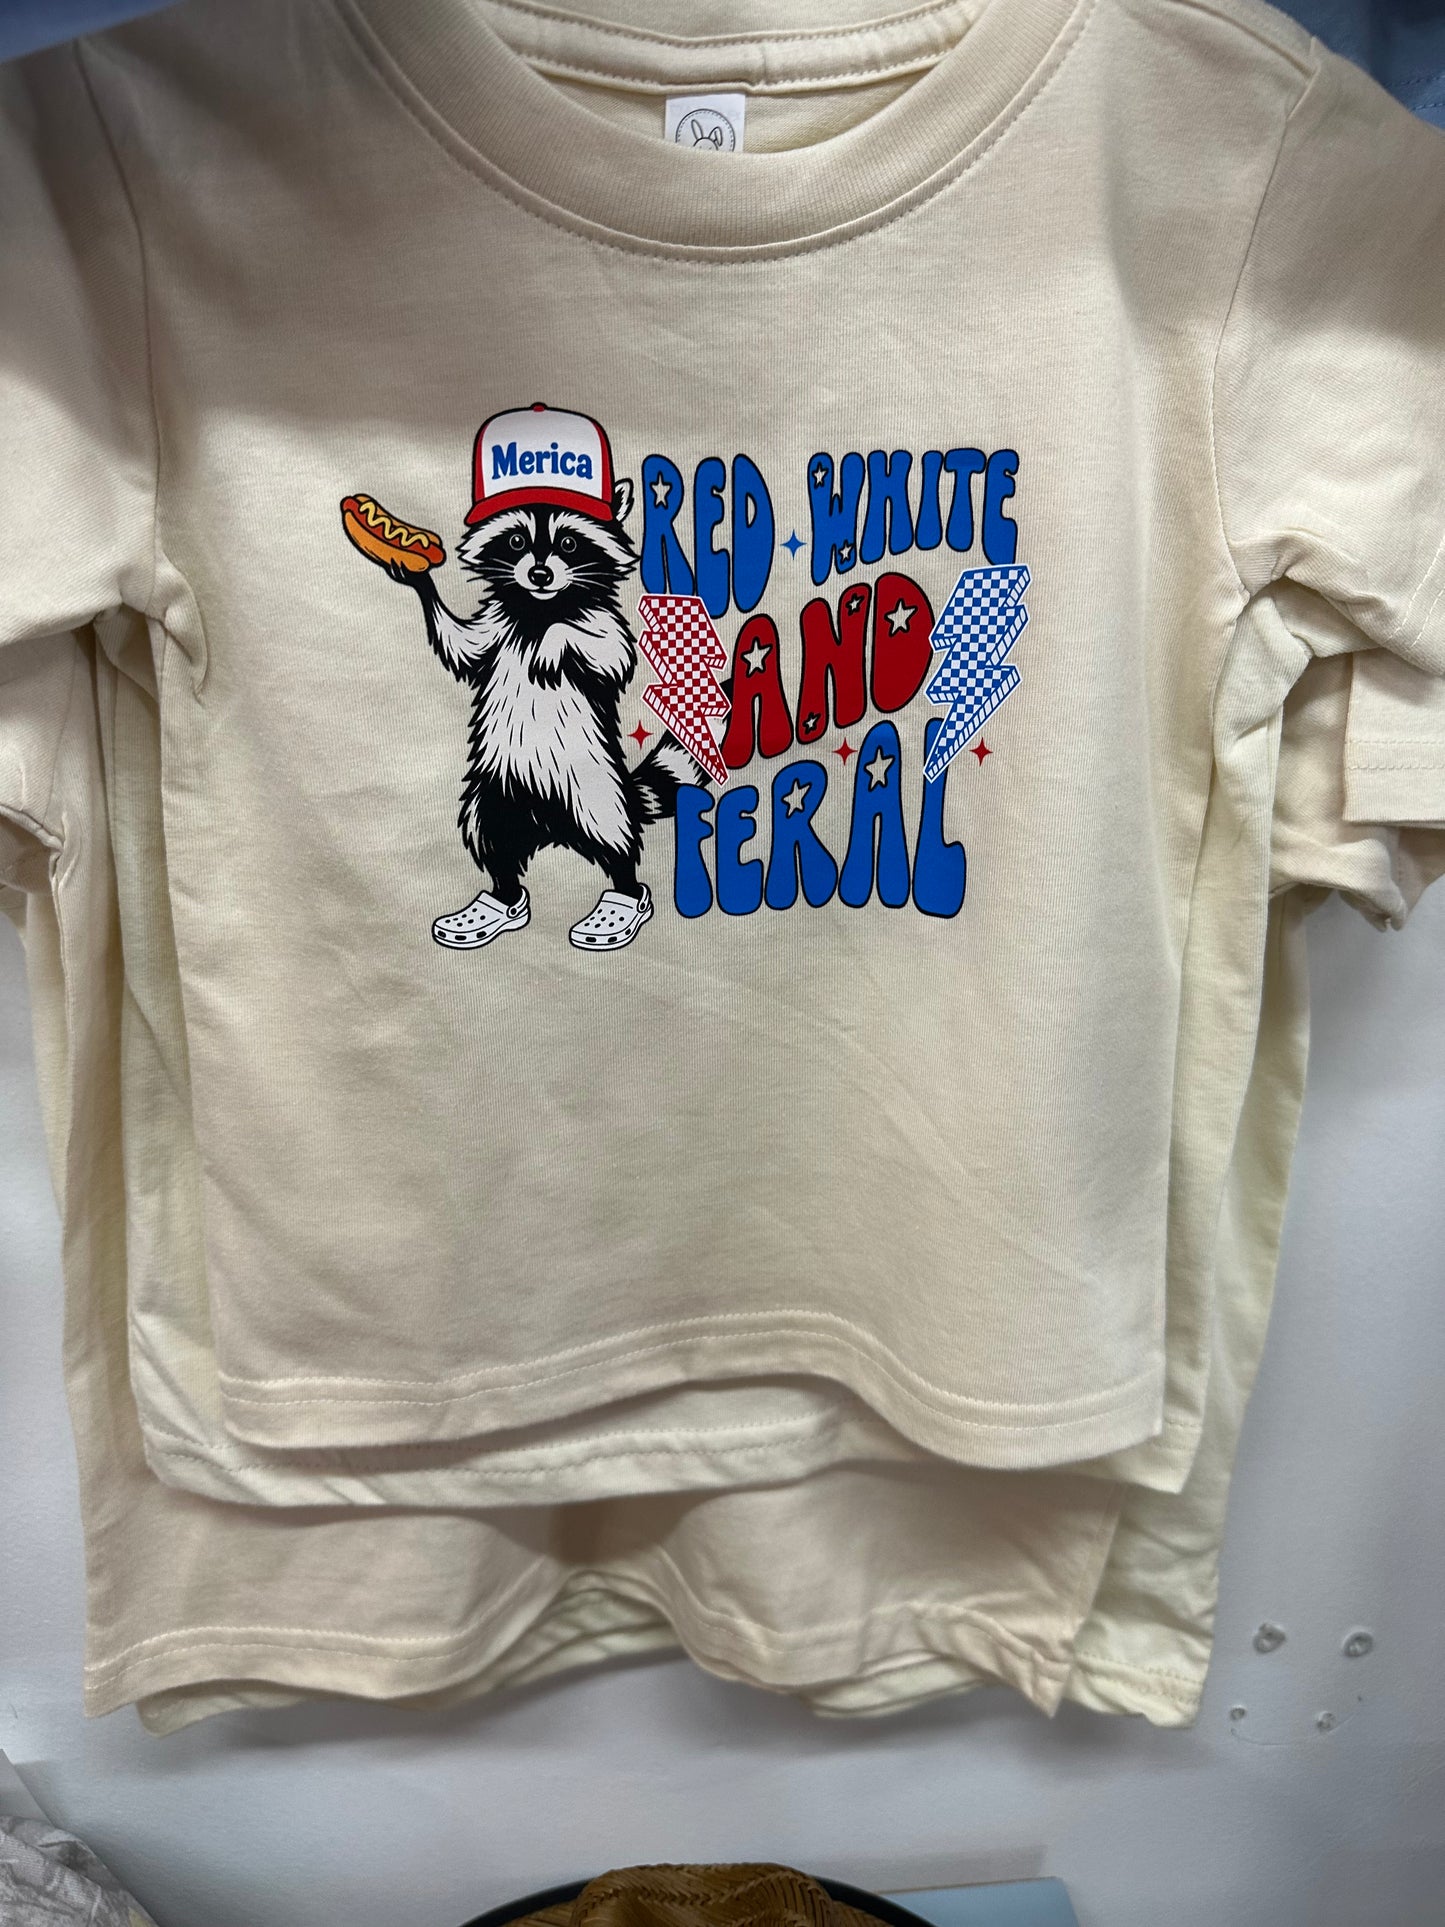 Merica
RED WHITE
AND
FERAL